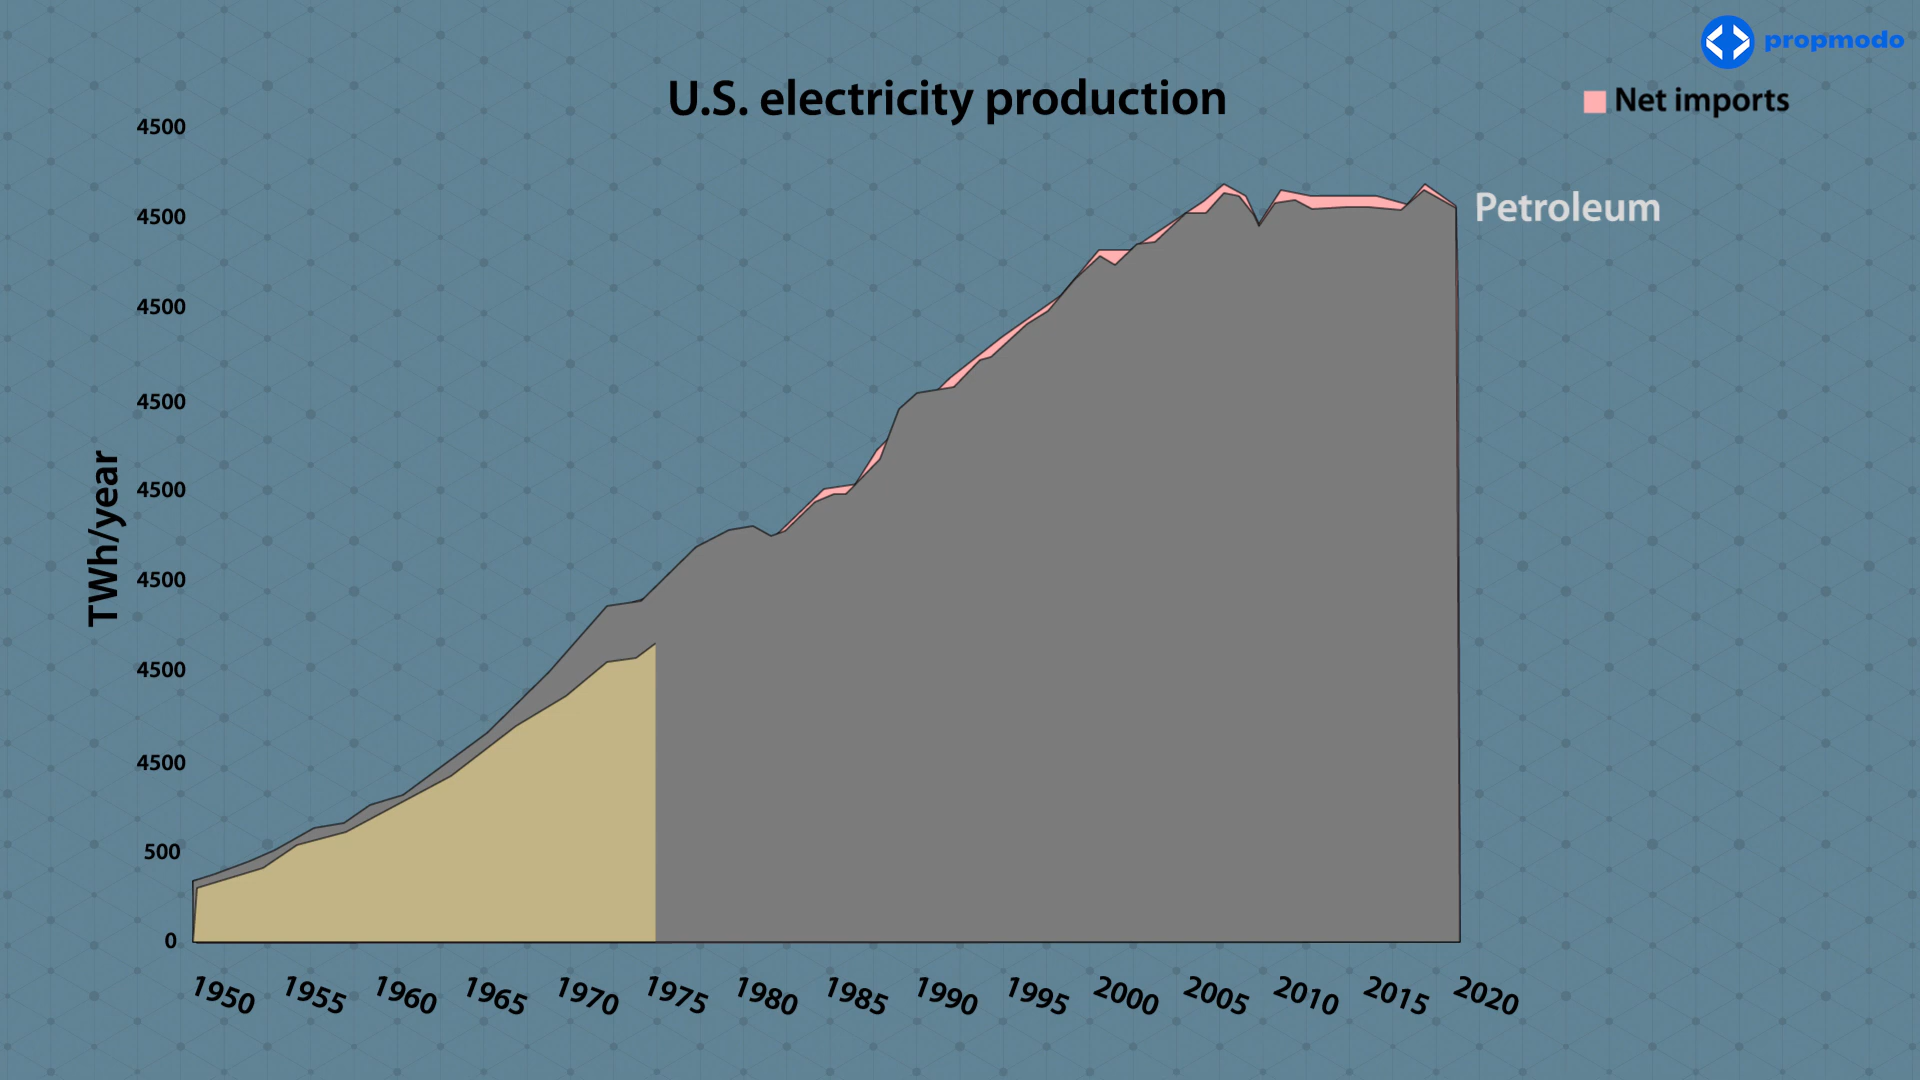 propmodo
U.S. electricity production
Net imports
Petroleum
TWh/year
4500
4500
4500
4500
4500
4500
4500
4500
500
0
1950 1955 1960 1965 1970 1975 1980 1985 1990 1995 2000 2005 2010 2015 2020